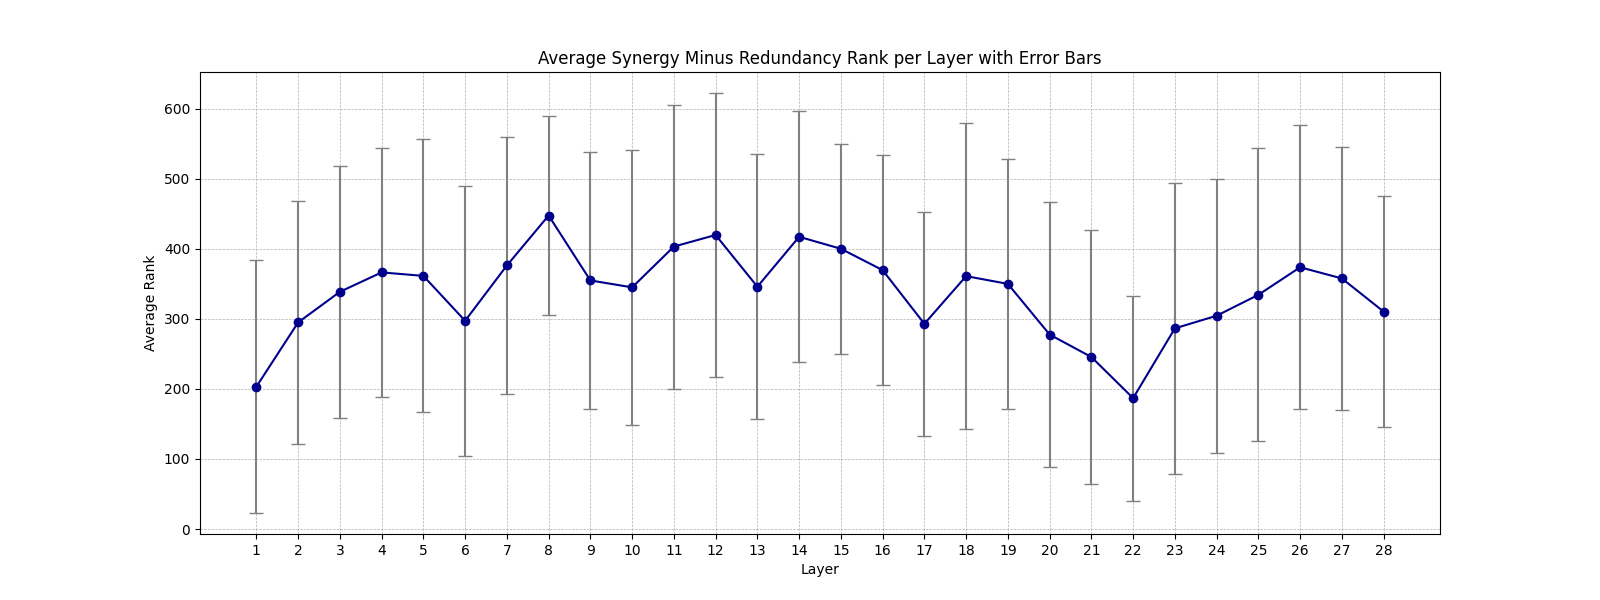 Average Synergy Minus Redundancy Rank per Layer with Error Bars
600
500
400
300
200
100
0
Average Rank
1 2 3 4 5 6 7 8 9 10 11 12 13 14 15 16 17 18 19 20 21 22 23 24 25 26 27 28
Layer